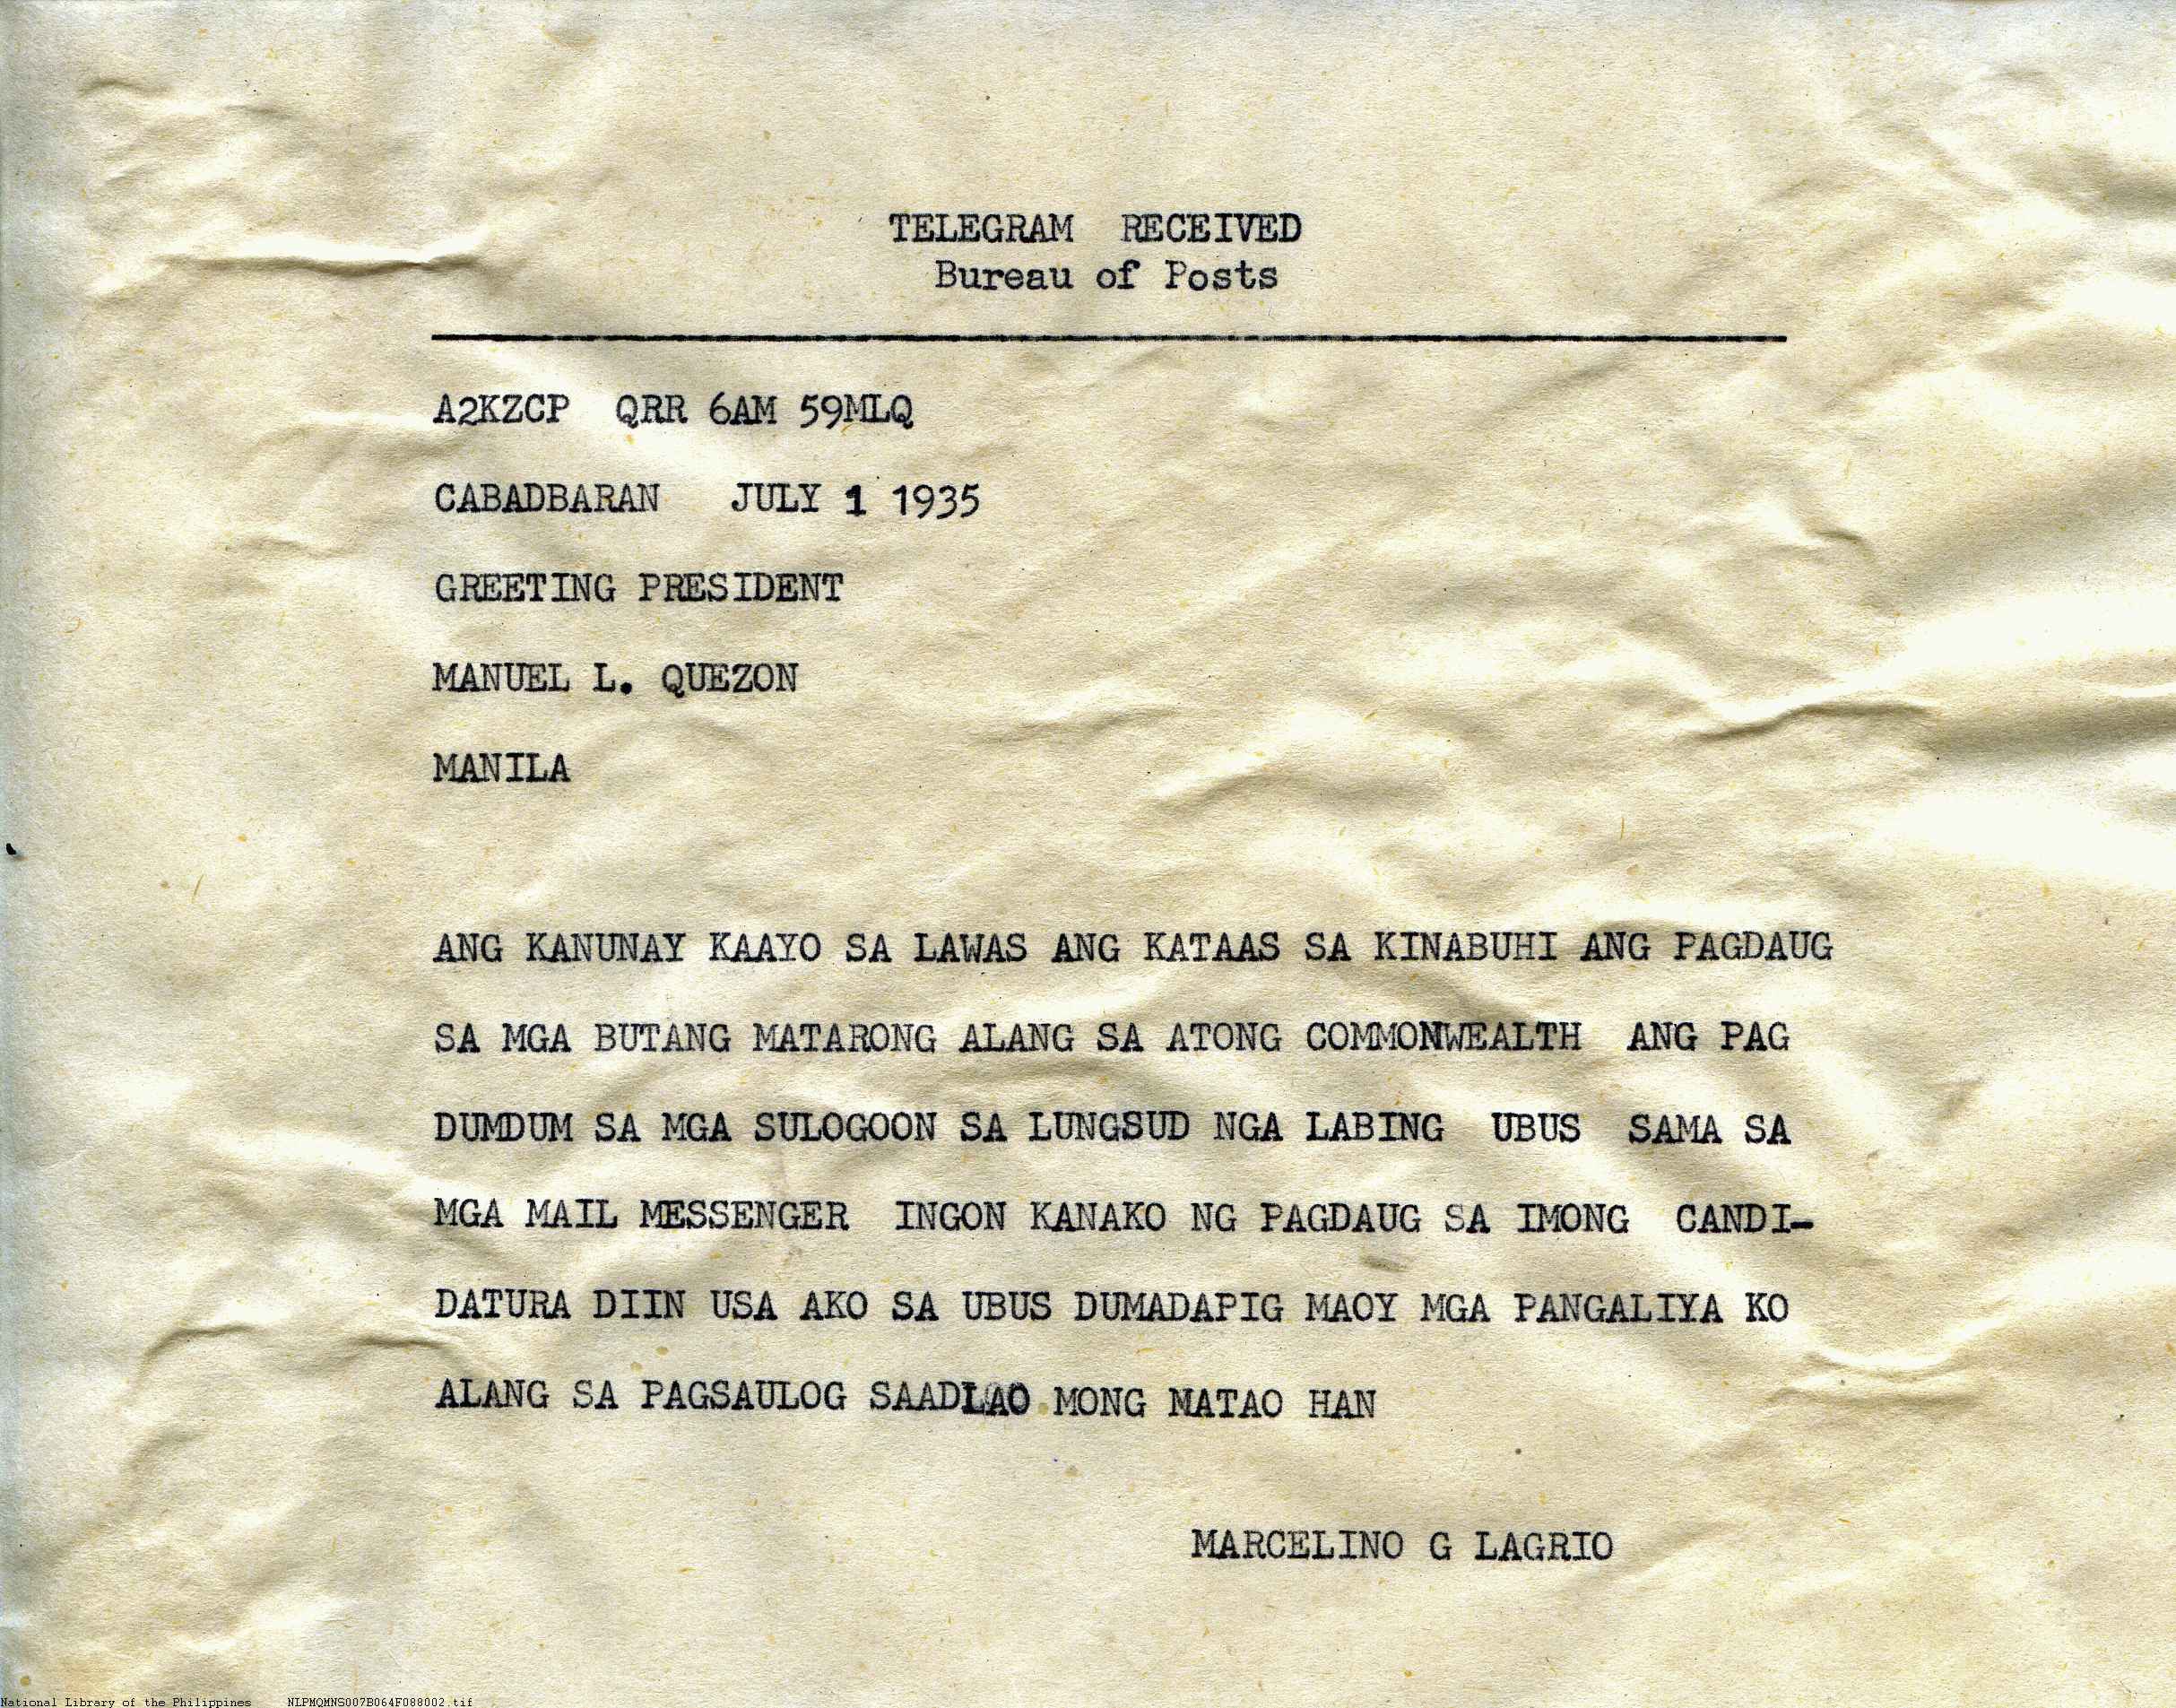 TELEGRAM RECEIVED
Bureau of Posts
A2KZCP QRR 6AM 59MLQ
CABADBARAN JULY 1 1935
GREETING PRESIDENT
MANUEL L. QUEZON
MANILA
ANG KANUNAY KAAYO SA LAWAS ANG KATAAS SA KINABUHI ANG PAGDAUG
SA MGA BUTANG MATARONG ALANG SA ATONG COMMONWEALTH ANG PAG
DUMDUM SA MGA SULOGOON SA LUNGSUD NGA LABING UBUS SAMA SA
MGA MAIL MESSENGER INGON KANAKO NG PAGDAUG SA IMONG CANDI-
DATURA DIIN USA AKO SA UBUS DUMADAPIG MAOY MGA PANGALIYA KO
ALANG SA PAGSAULOG SAADLAO MONG MATAO HAN
MARCELINO G LAGRIO
National Library of the Philippines NLPMQMNS007B064F088002.tif